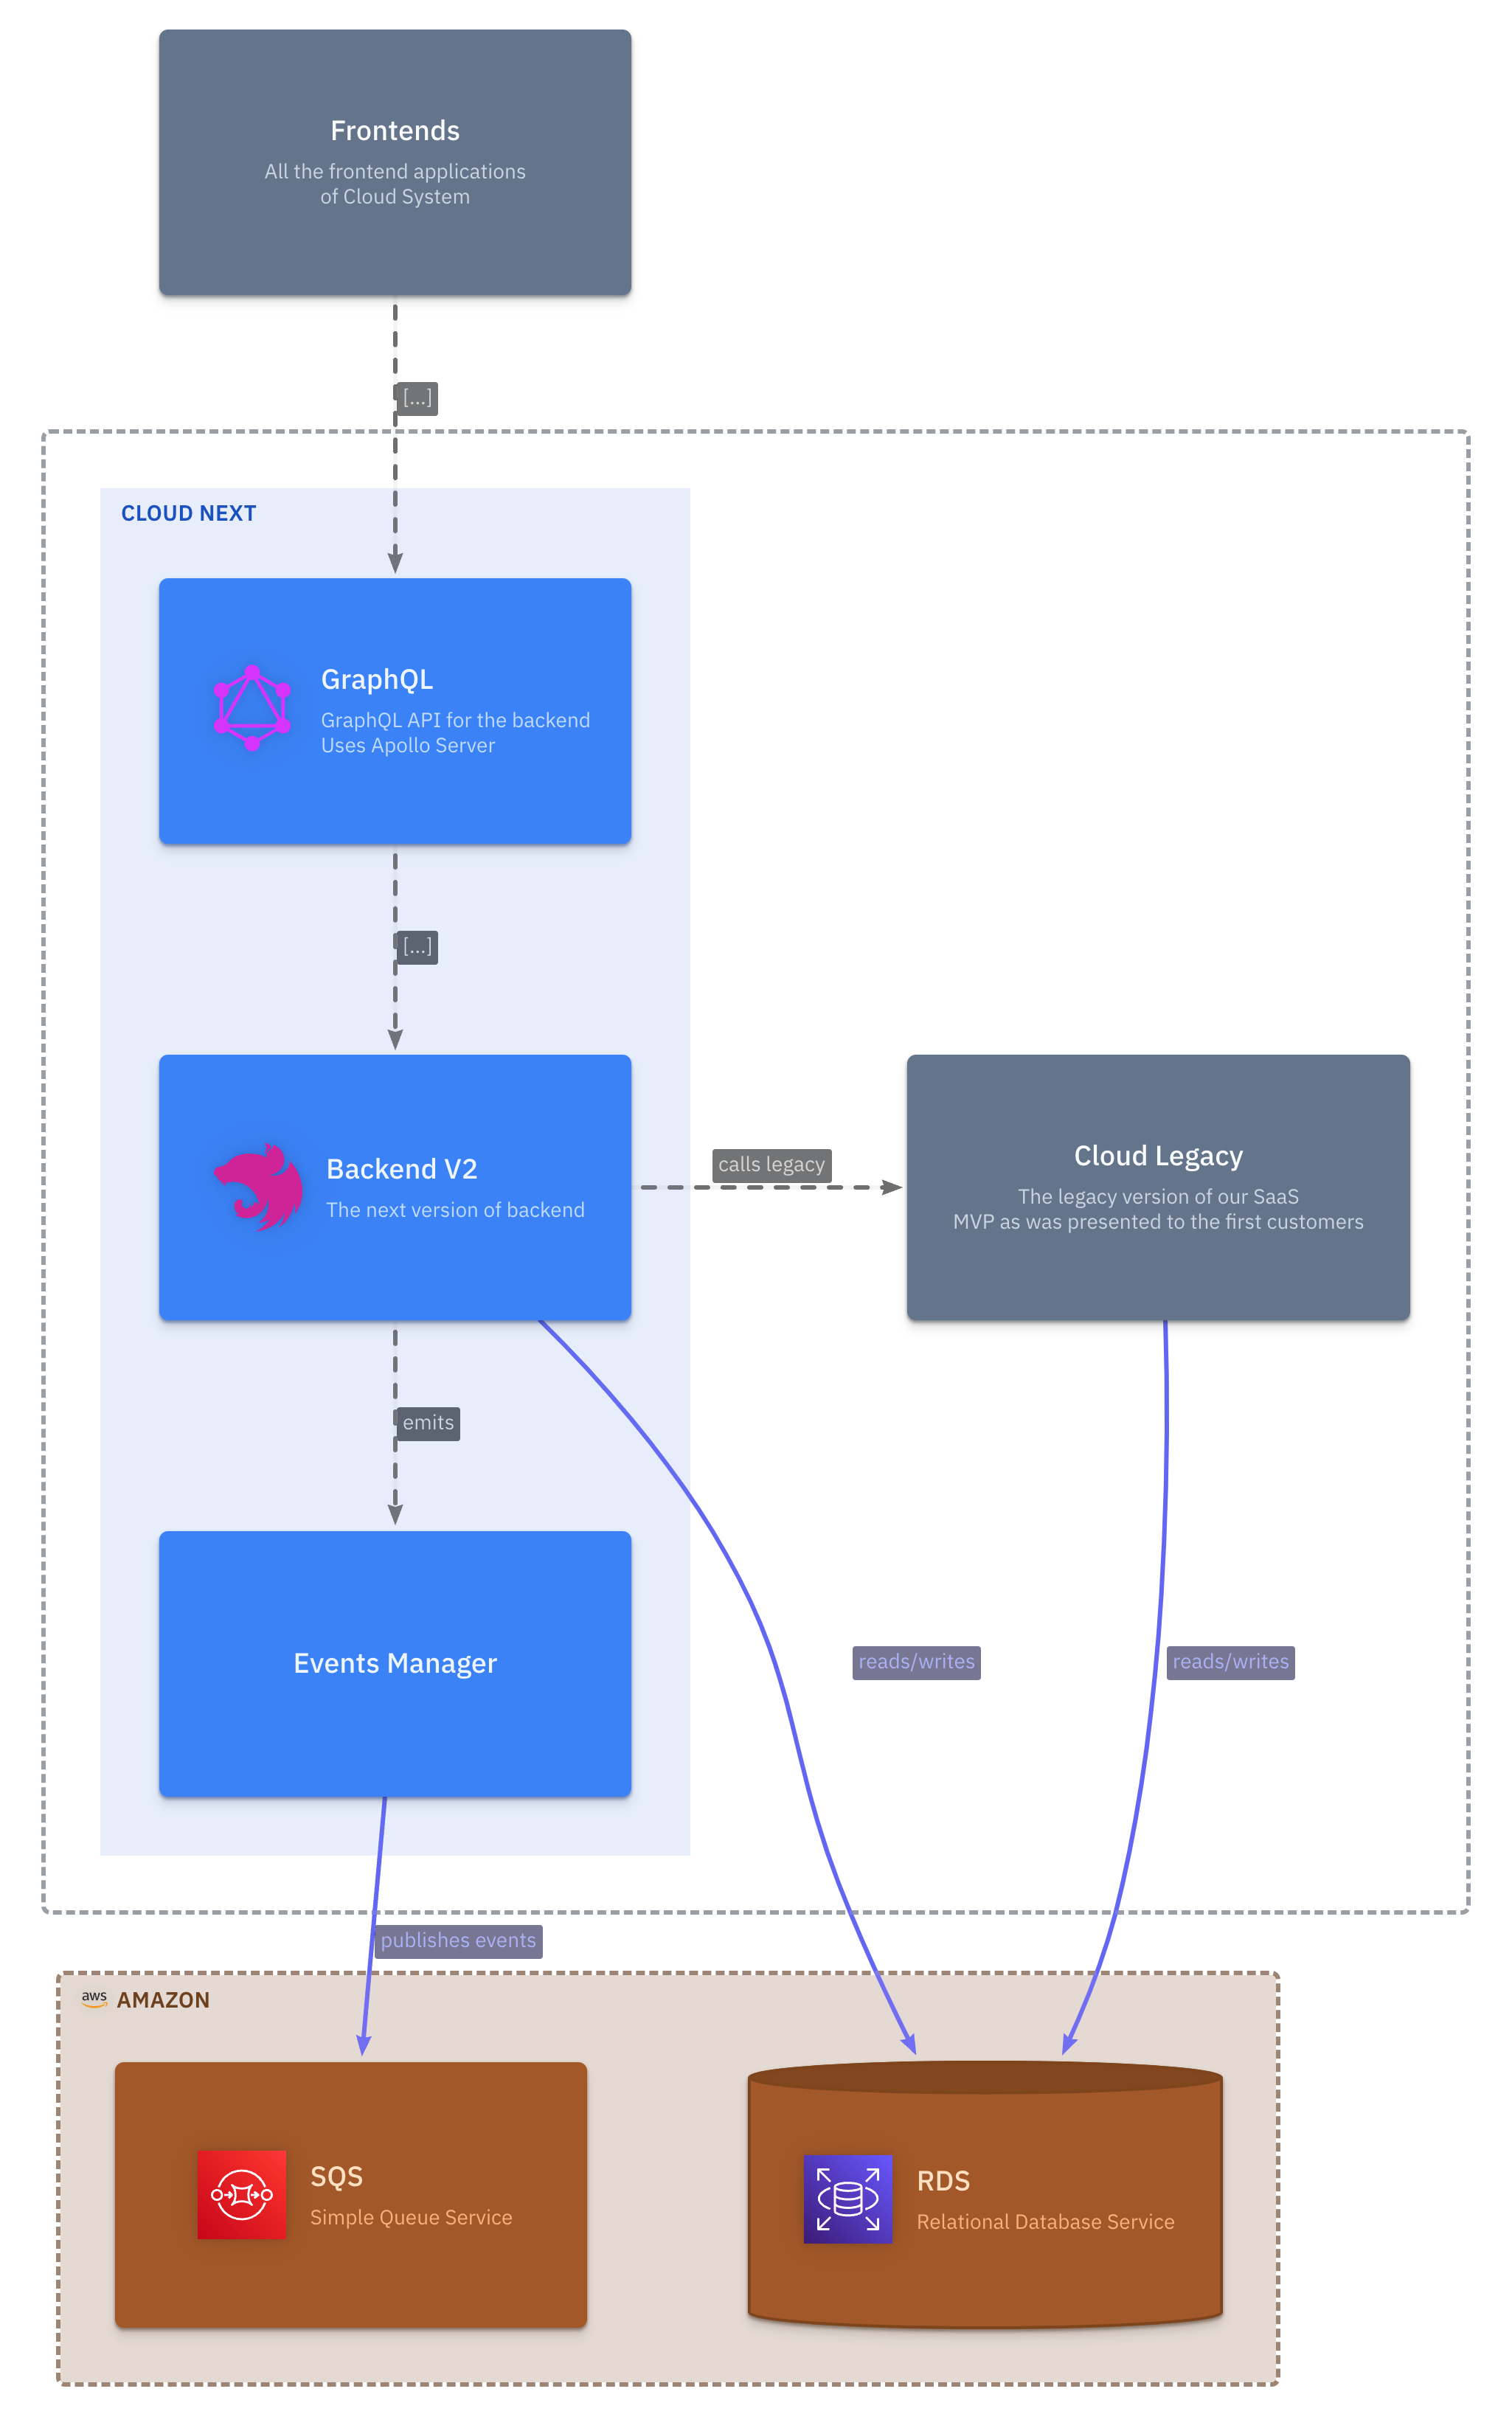 Frontends
All the frontend applications
of Cloud System
[...]
CLOUD NEXT
GraphQL
GraphQL API for the backend
Uses Apollo Server
[...]
Backend V2
The next version of backend
calls legacy
Cloud Legacy
The legacy version of our SaaS
MVP as was presented to the first customers
emits
Events Manager
reads/writes
reads/writes
publishes events
aws AMAZON
SQS
Simple Queue Service
RDS
Relational Database Service